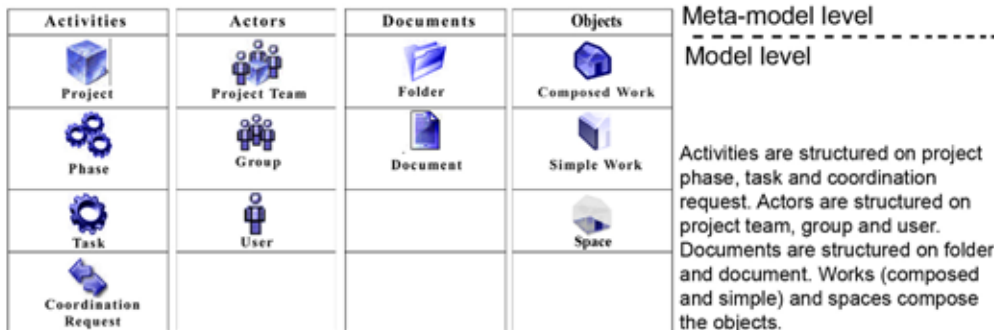 Activities
Actors
Documents
Objects
Meta-model level
Model level
Project
Project Team
Folder
Composed Work
Phase
Group
Document
Simple Work
Task
User
Space
Coordination
Request
Activities are structured on project
phase, task and coordination
request. Actors are structured on
project team, group and user.
Documents are structured on folder
and document. Works (composed
and simple) and spaces compose
the objects.